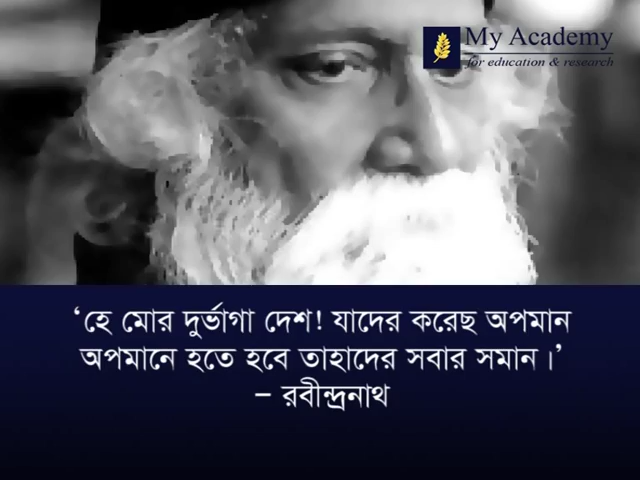 My Academy
for education & research
‘হে মোর দুর্ভাগা দেশ! যাদের করেছ অপমান
অপমানে হতে হবে তাহাদের সবার সমান।’
– রবীন্দ্রনাথ